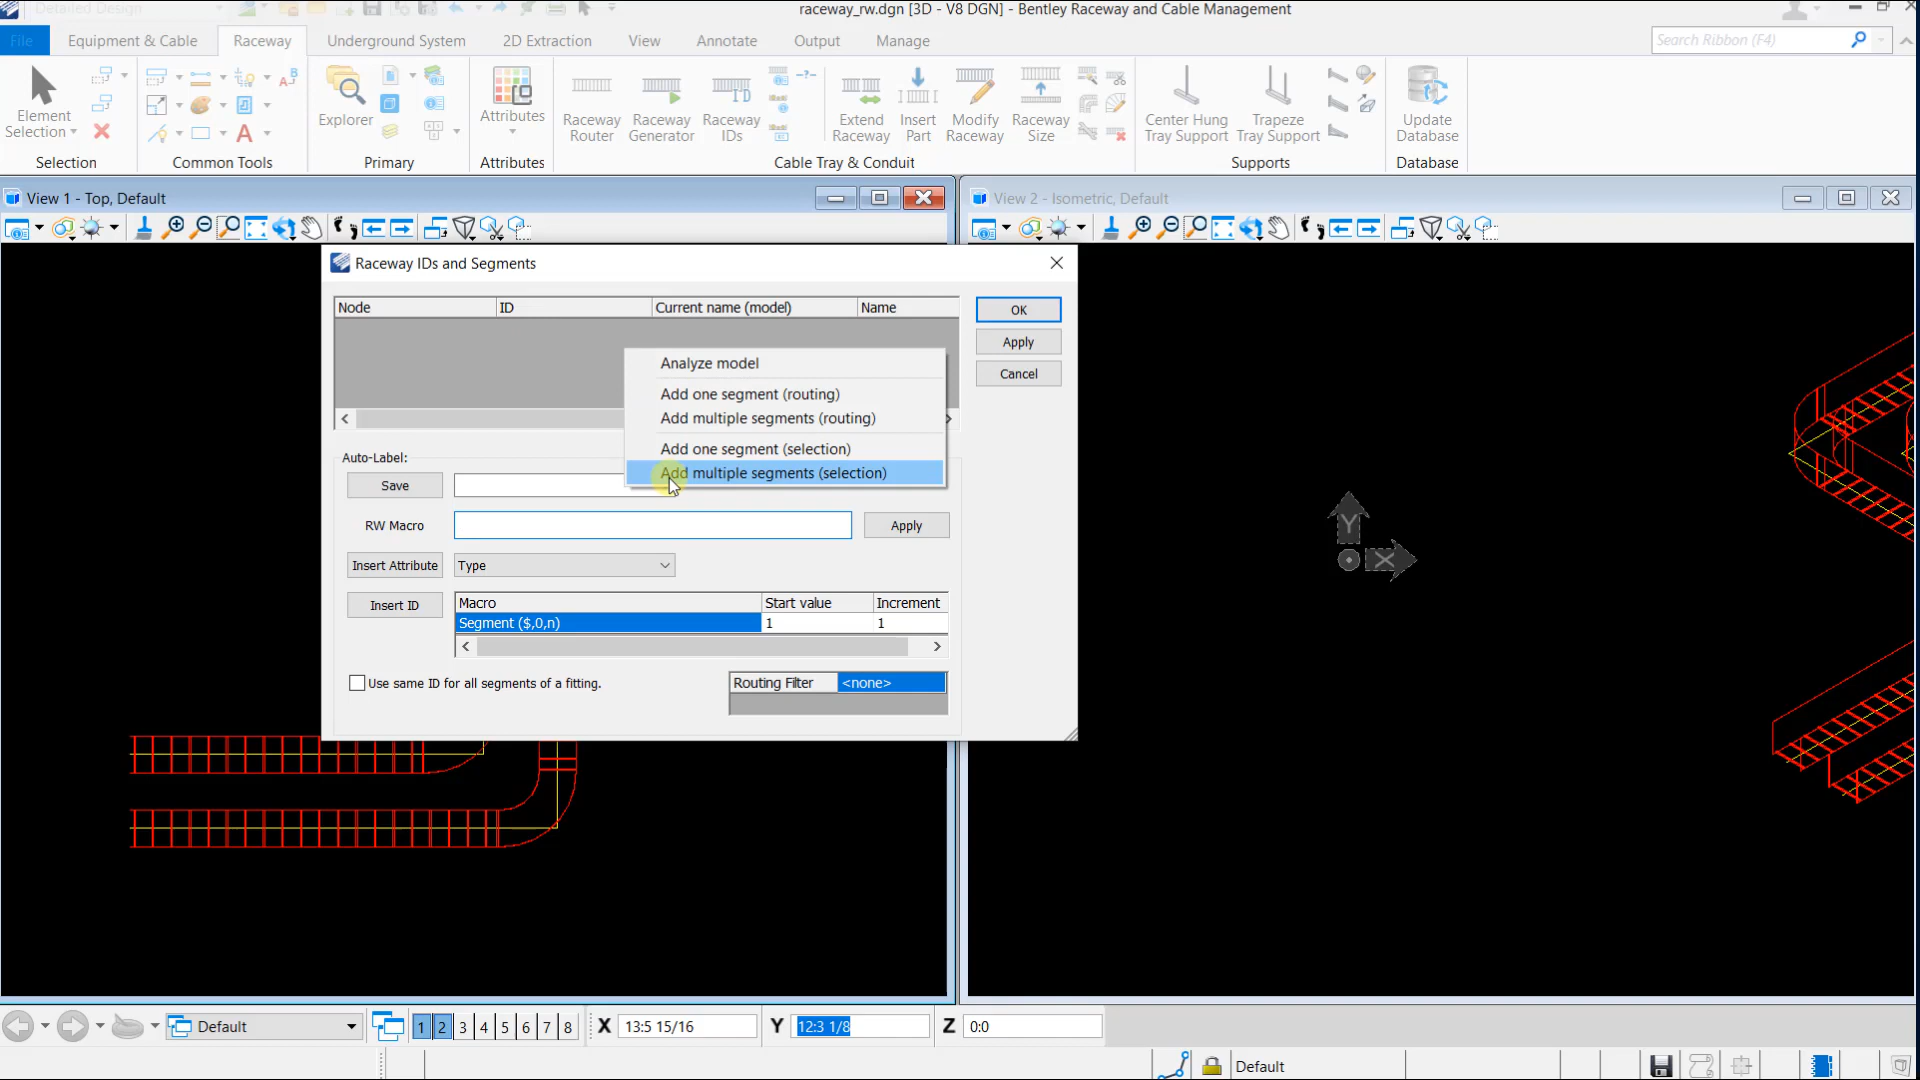 Detailed Design
raceway_rw.dgn [3D - V8 DGN] - Bentley Raceway and Cable Management
File
Equipment & Cable
Raceway
Underground System
2D Extraction
View
Annotate
Output
Manage
Search Ribbon (F4)
Element Selection
Explorer
Attributes
Raceway Router
Raceway Generator
Raceway IDs
Extend Raceway
Insert Part
Modify Raceway
Raceway Size
Center Hung Tray Support
Trapeze Tray Support
Update Database
Selection
Common Tools
Primary
Attributes
Cable Tray & Conduit
Supports
Database
View 1 - Top, Default
View 2 - Isometric, Default
Raceway IDs and Segments
Node
ID
Current name (model)
Name
OK
Apply
Cancel
Analyze model
Add one segment (routing)
Add multiple segments (routing)
Add one segment (selection)
Add multiple segments (selection)
Auto-Label:
Save
RW Macro
Apply
Insert Attribute
Type
Insert ID
Macro
Start value
Increment
Segment ($,0,n)
1
1
Use same ID for all segments of a fitting.
Routing Filter
<none>
Y
X
Default
1 2 3 4 5 6 7 8
X 13:5 15/16
Y 12:3 1/8
Z 0:0
Default